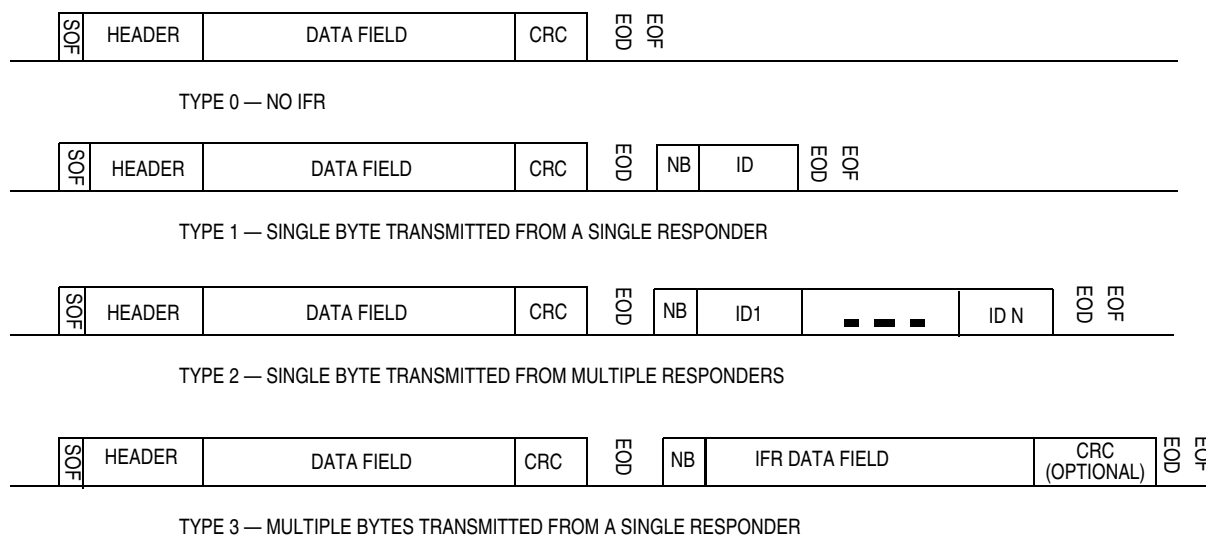 SOF HEADER DATA FIELD CRC EOD EOF
TYPE 0 — NO IFR
SOF HEADER DATA FIELD CRC EOD NB ID EOD EOF
TYPE 1 — SINGLE BYTE TRANSMITTED FROM A SINGLE RESPONDER
SOF HEADER DATA FIELD CRC EOD NB ID1 ID N EOD EOF
TYPE 2 — SINGLE BYTE TRANSMITTED FROM MULTIPLE RESPONDERS
SOF HEADER DATA FIELD CRC EOD NB IFR DATA FIELD CRC (OPTIONAL) EOD EOF
TYPE 3 — MULTIPLE BYTES TRANSMITTED FROM A SINGLE RESPONDER